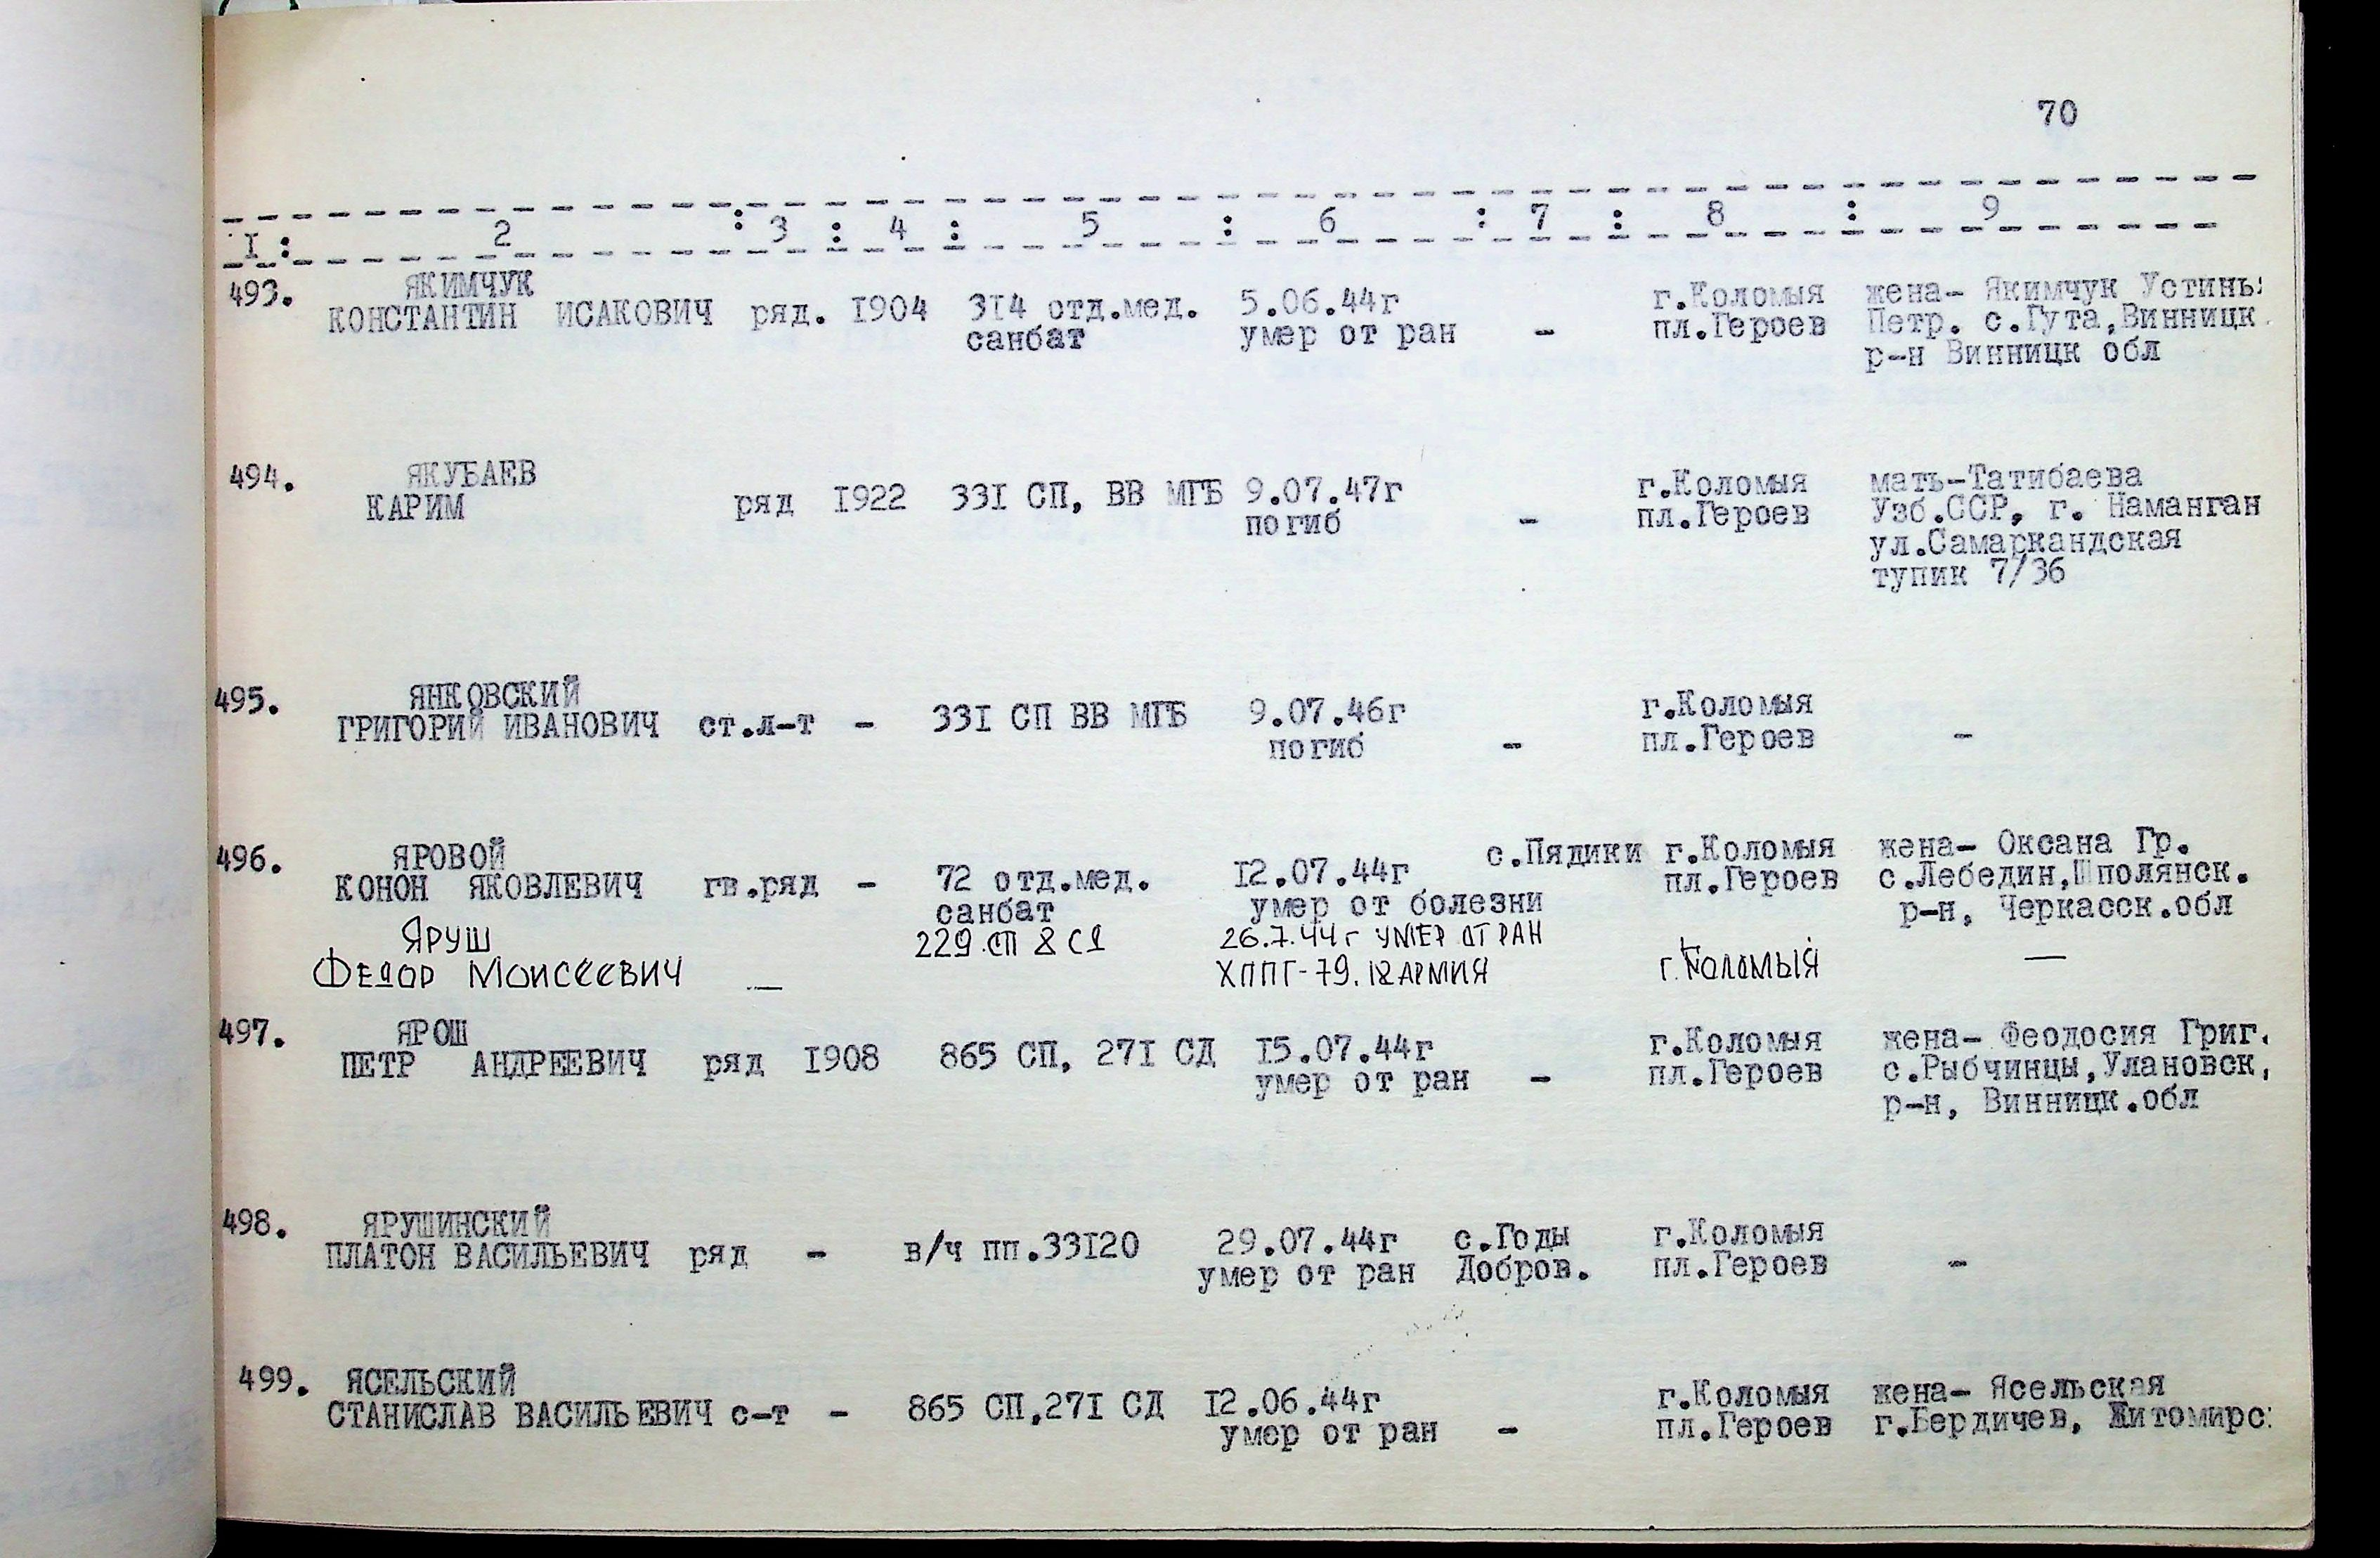 70
I : 2 : 3 : 4 : 5 : 6 : 7 : 8 : 9
493. ЯКИМЧУК
КОНСТАНТИН ИСАКОВИЧ ряд. I904 3I4 отд.мед. 5.06.44г г.Коломыя жена- Якимчук Устинья
санбат умер от ран - пл.Героев Петр. с.Гута,Винницк.
р-н Винницк обл
494. ЯКУБАЕВ
КАРИМ ряд I922 33I СП, ВВ МГБ 9.07.47г г.Коломыя мать-Татибаева
погиб - пл.Героев Узб.ССР, г. Наманган
ул.Самаркандская
тупик 7/36
495. ЯНКОВСКИЙ
ГРИГОРИЙ ИВАНОВИЧ ст.л-т - 33I СП ВВ МГБ 9.07.46г г.Коломыя
погиб - пл.Героев -
496. ЯРОВОЙ с.Пядики г.Коломыя жена- Оксана Гр.
КОНОН ЯКОВЛЕВИЧ гв.ряд - 72 отд.мед. I2.07.44г пл.Героев с.Лебедин,Шполянск.
санбат умер от болезни р-н, Черкасск.обл
ЯРУШ 229 СП 8 СД 26.7.44г УМЕР ОТ РАН
ФЕДОР МОИСЕЕВИЧ — ХППГ-79. 18 АРМИЯ г.КОЛОМЫЯ —
497. ЯРОШ
ПЕТР АНДРЕЕВИЧ ряд I908 865 СП, 27I СД I5.07.44г г.Коломыя жена- Феодосия Григ.
умер от ран - пл.Героев с.Рыбчинцы,Улановск,
р-н, Винницк.обл
498. ЯРУШИНСКИЙ
ПЛАТОН ВАСИЛЬЕВИЧ ряд - в/ч пп.33I20 29.07.44г с.Годы г.Коломыя
умер от ран Добров. пл.Героев -
499. ЯСЕЛЬСКИЙ
СТАНИСЛАВ ВАСИЛЬЕВИЧ с-т - 865 СП,27I СД I2.06.44г г.Коломыя жена- Ясельская
умер от ран - пл.Героев г.Бердичев, Житомирс